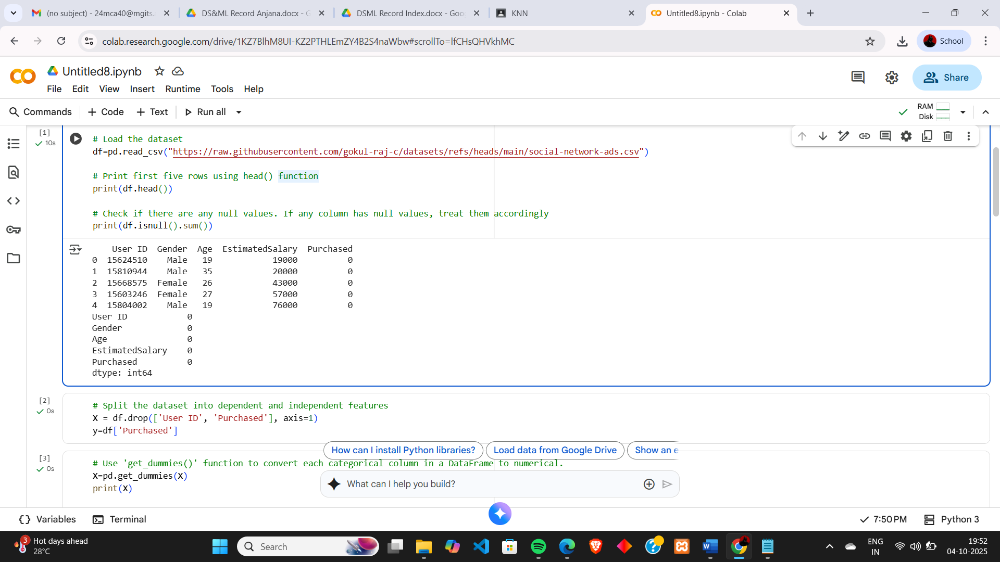 (no subject) - 24mca40@mgits.
DS&ML Record Anjana.docx - G
DSML Record Index.docx - Goo
KNN
Untitled8.ipynb - Colab
colab.research.google.com/drive/1KZ7BlhM8UI-KZ2PTHLEmZY4B2S4naWbw#scrollTo=lfCHsQHVkhMC
School
Untitled8.ipynb
File Edit View Insert Runtime Tools Help
Share
Commands + Code + Text Run all
RAM
Disk
[1]
10s
# Load the dataset
df=pd.read_csv("https://raw.githubusercontent.com/gokul-raj-c/datasets/refs/heads/main/social-network-ads.csv")
# Print first five rows using head() function
print(df.head())
# Check if there are any null values. If any column has null values, treat them accordingly
print(df.isnull().sum())
User ID Gender Age EstimatedSalary Purchased
0 15624510 Male 19 19000 0
1 15810944 Male 35 20000 0
2 15668575 Female 26 43000 0
3 15603246 Female 27 57000 0
4 15804002 Male 19 76000 0
User ID 0
Gender 0
Age 0
EstimatedSalary 0
Purchased 0
dtype: int64
[2]
0s
# Split the dataset into dependent and independent features
X = df.drop(['User ID', 'Purchased'], axis=1)
y=df['Purchased']
How can I install Python libraries?
Load data from Google Drive
Show an e
[3]
0s
# Use 'get_dummies()' function to convert each categorical column in a DataFrame to numerical.
X=pd.get_dummies(X)
print(X)
What can I help you build?
Variables
Terminal
7:50 PM
Python 3
3
Hot days ahead
28°C
Search
ENG
IN
19:52
04-10-2025